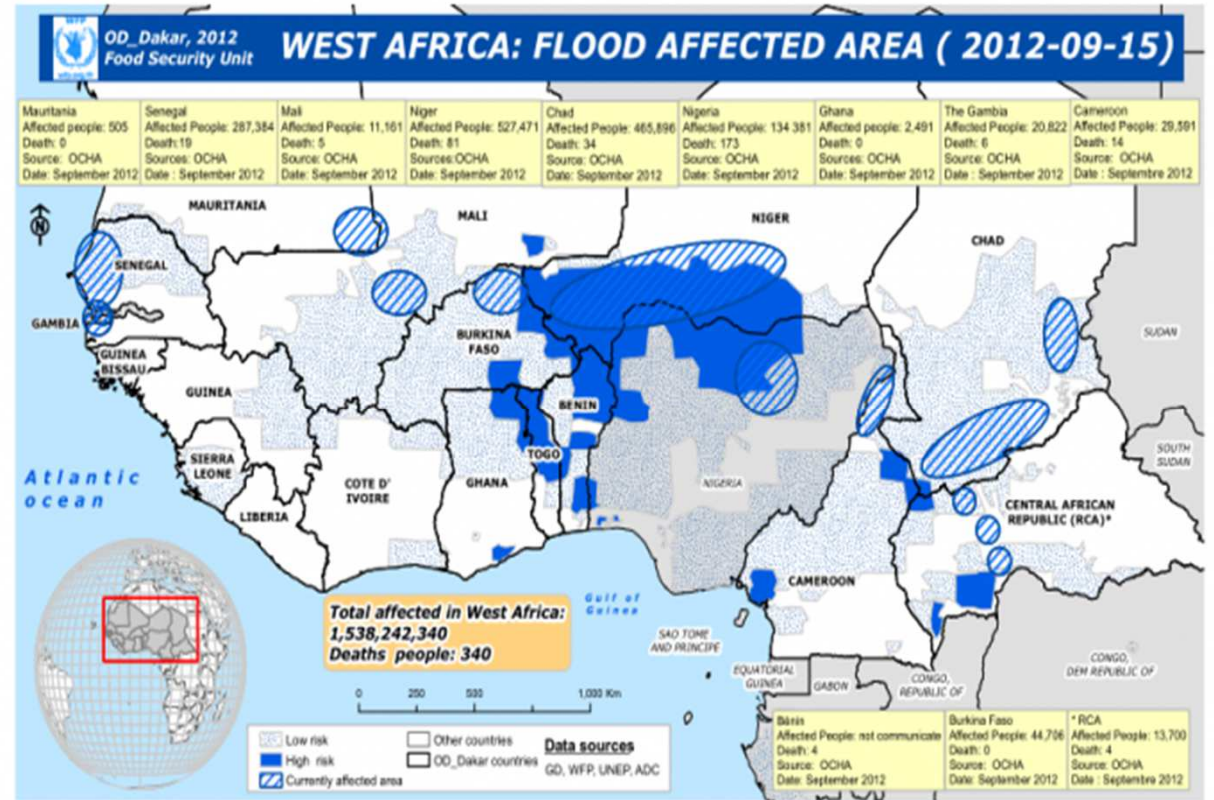 WFP
OD_Dakar, 2012
Food Security Unit
WEST AFRICA: FLOOD AFFECTED AREA ( 2012-09-15)
Mauritania
Affected people: 505
Death: 0
Source: OCHA
Date: September 2012
Senegal
Affected People: 287,384
Death:19
Sources: OCHA
Date : September 2012
Mali
Affected People: 11,161
Death: 5
Source: OCHA
Date: September 2012
Niger
Affected People: 527,471
Death: 81
Sources:OCHA
Date: September 2012
Chad
Affected People: 465,896
Death: 34
Source: OCHA
Date: September 2012
Nigeria
Affected People: 134 381
Death: 173
Source: OCHA
Date: September 2012
Ghana
Affected people: 2,491
Death: 0
Source: OCHA
Date: September 2012
The Gambia
Affected People: 20,822
Death: 6
Source: OCHA
Date: September 2012
Cameroon
Affected People: 29,591
Death: 14
Source: OCHA
Date: Septembre 2012
N
MAURITANIA
MALI
NIGER
CHAD
SENEGAL
GAMBIA
SUDAN
BURKINA
FASO
GUINEA
BISSAU
GUINEA
BENIN
SIERRA
LEONE
TOGO
SOUTH
SUDAN
Atlantic
ocean
COTE D'
IVOIRE
GHANA
NIGERIA
LIBERIA
CENTRAL AFRICAN
REPUBLIC (RCA)*
CAMEROON
Gulf of
Guinea
Total affected in West Africa:
1,538,242,340
Deaths people: 340
SAO TOME
AND PRINCIPE
EQUATORIAL
GUINEA
GABON
CONGO,
REPUBLIC OF
CONGO,
DEM REPUBLIC OF
0 250 500 1,000 Km
Low risk
High risk
Currently affected area
Other countries
OD_Dakar countries
Data sources
GD, WFP, UNEP, ADC
Bénin
Affected People: not communicate
Death: 4
Source: OCHA
Date: September 2012
Burkina Faso
Affected People: 44,706
Death: 0
Source: OCHA
Date: September 2012
* RCA
Affected People: 13,700
Death: 4
Source: OCHA
Date : Septembre 2012